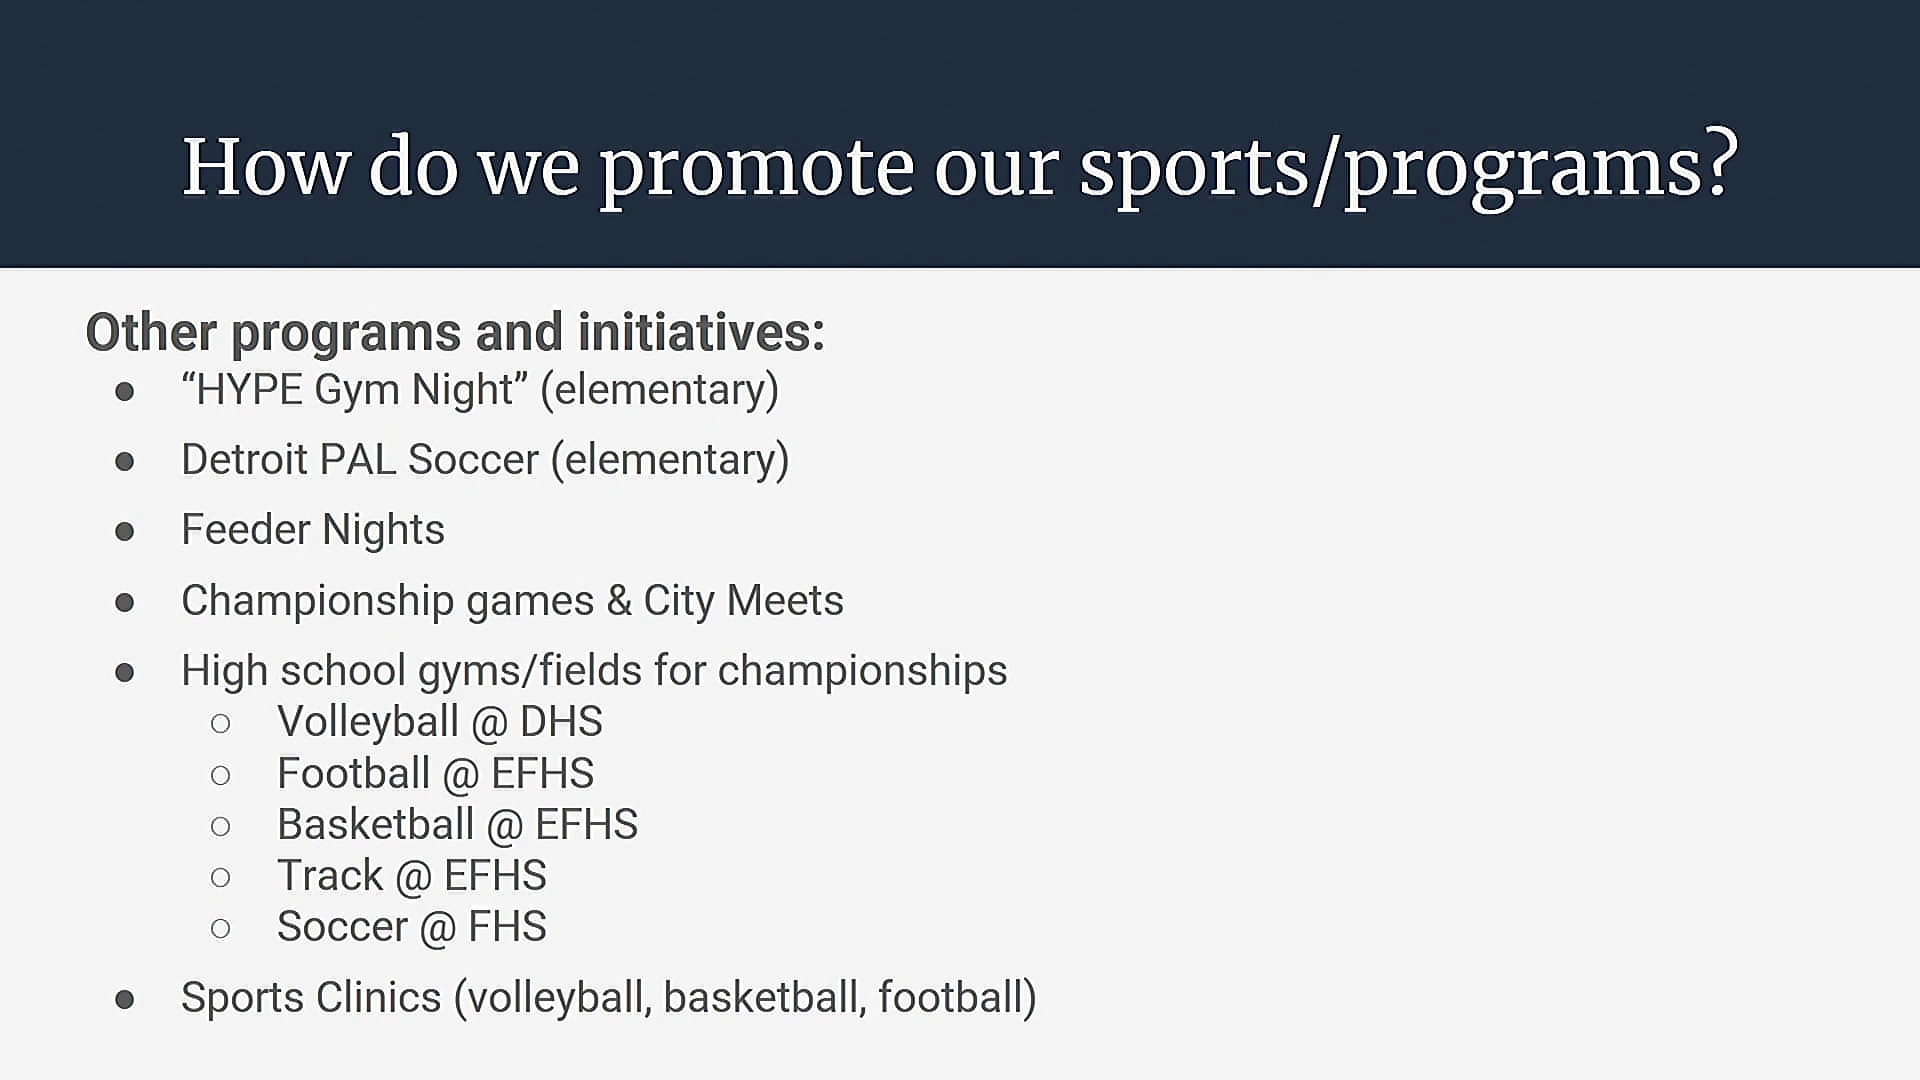 How do we promote our sports/programs?
Other programs and initiatives:
● “HYPE Gym Night” (elementary)
● Detroit PAL Soccer (elementary)
● Feeder Nights
● Championship games & City Meets
● High school gyms/fields for championships
○ Volleyball @ DHS
○ Football @ EFHS
○ Basketball @ EFHS
○ Track @ EFHS
○ Soccer @ FHS
● Sports Clinics (volleyball, basketball, football)